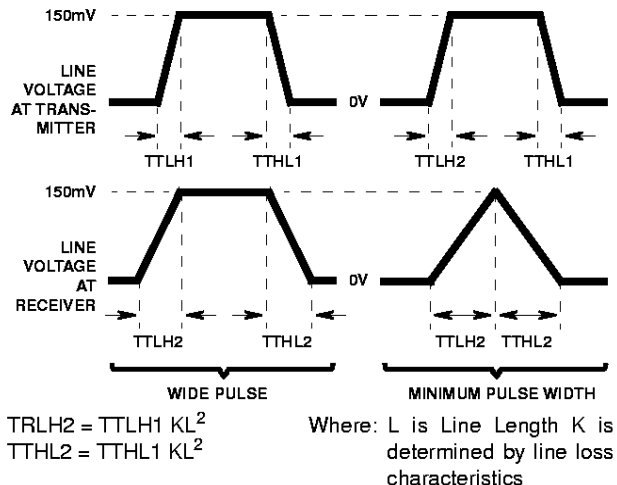 150mV
LINE
VOLTAGE
AT TRANS-
MITTER
0V
TTLH1 TTHL1 TTLH2 TTHL1
150mV
LINE
VOLTAGE
AT
RECEIVER
0V
TTLH2 TTHL2 TTLH2 TTHL2
WIDE PULSE MINIMUM PULSE WIDTH
TRLH2 = TTLH1 KL²
TTHL2 = TTHL1 KL²
Where: L is Line Length K is
determined by line loss
characteristics